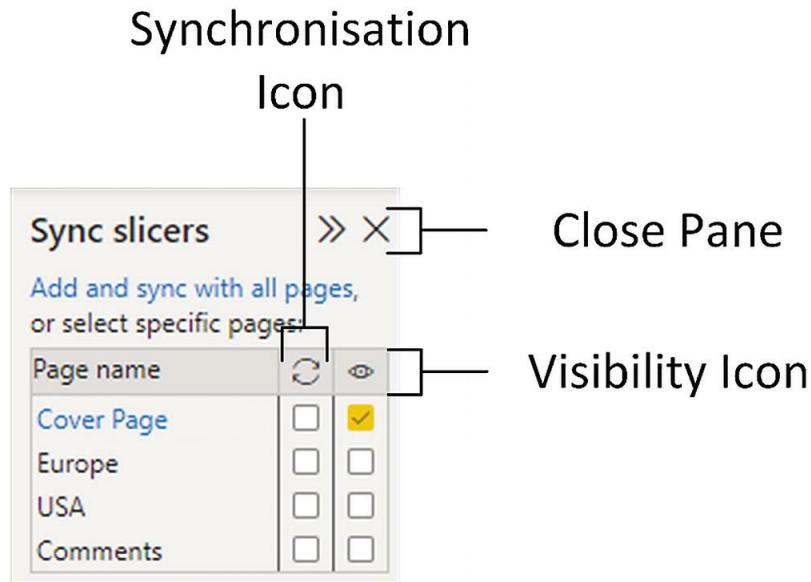 Synchronisation
Icon
Sync slicers
Close Pane
Add and sync with all pages,
or select specific pages:
Page name
Visibility Icon
Cover Page
Europe
USA
Comments